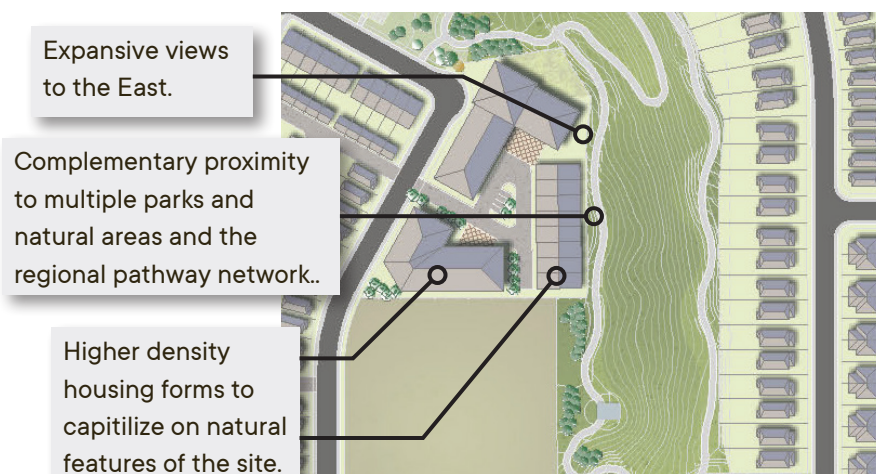 Expansive views
to the East.
Complementary proximity
to multiple parks and
natural areas and the
regional pathway network..
Higher density
housing forms to
capitilize on natural
features of the site.